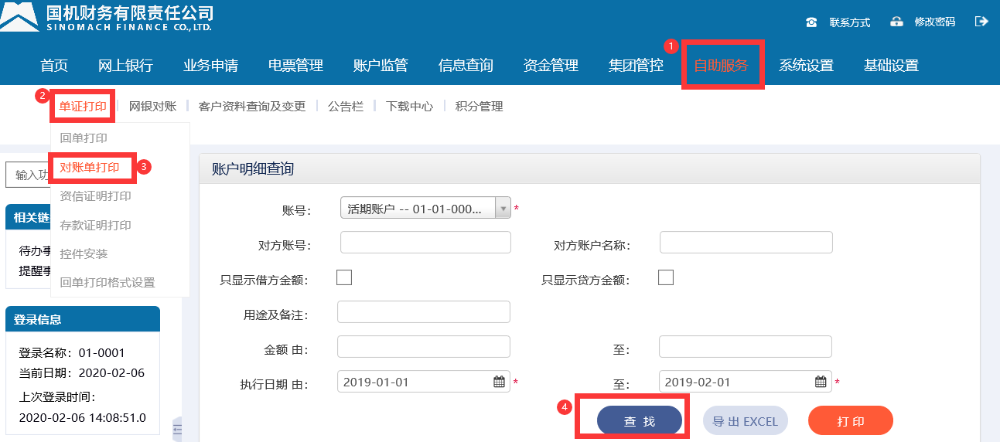 国机财务有限责任公司
SINOMACH FINANCE CO.,LTD.
联系方式 修改密码
首页 网上银行 业务申请 电票管理 账户监管 信息查询 资金管理 集团管控 1 自助服务 系统设置 基础设置
2 单证打印 网银对账 客户资料查询及变更 公告栏 下载中心 积分管理
回单打印
对账单打印 3
资信证明打印
存款证明打印
控件安装
回单打印格式设置
输入
相关链
待办事
提醒事
登录信息
登录名称：01-0001
当前日期：2020-02-06
上次登录时间：
2020-02-06 14:08:51.0
账户明细查询
账号： 活期账户 -- 01-01-000... *
对方账号： 对方账户名称：
只显示借方金额： 只显示贷方金额：
用途及备注：
金额 由： 至：
执行日期 由： 2019-01-01 * 至： 2019-02-01 *
4 查 找 导 出 EXCEL 打 印